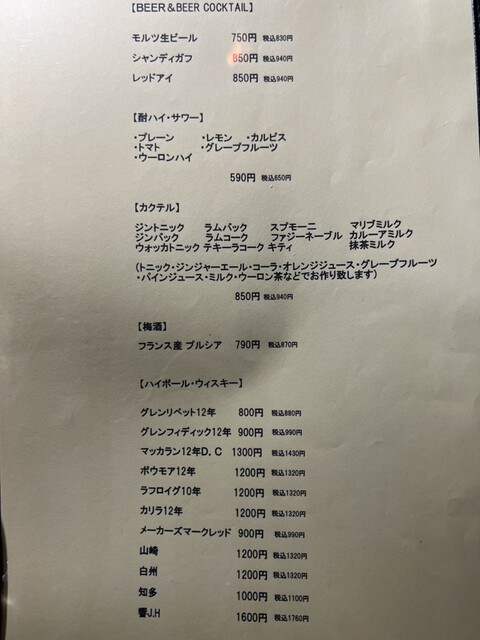 【BEER＆BEER COCKTAIL】
モルツ生ビール 750円 税込830円
シャンディガフ 850円 税込940円
レッドアイ 850円 税込940円
【酎ハイ・サワー】
・プレーン ・レモン ・カルピス
・トマト ・グレープフルーツ
・ウーロンハイ
590円 税込650円
【カクテル】
ジントニック ラムバック スプモーニ マリブミルク
ジンバック ラムコーク ファジーネーブル カルーアミルク
ウォッカトニック テキーラコーク キティ 抹茶ミルク
(トニック・ジンジャーエール・コーラ・オレンジジュース・グレープフルーツ
・パインジュース・ミルク・ウーロン茶などでお作り致します)
850円 税込940円
【梅酒】
フランス産 プルシア 790円 税込870円
【ハイボール・ウィスキー】
グレンリベット12年 800円 税込880円
グレンフィディック12年 900円 税込990円
マッカラン12年D.C 1300円 税込1430円
ボウモア12年 1200円 税込1320円
ラフロイグ10年 1200円 税込1320円
カリラ12年 1200円 税込1320円
メーカーズマークレッド 900円 税込990円
山崎 1200円 税込1320円
白州 1200円 税込1320円
知多 1000円 税込1100円
響J.H 1600円 税込1760円